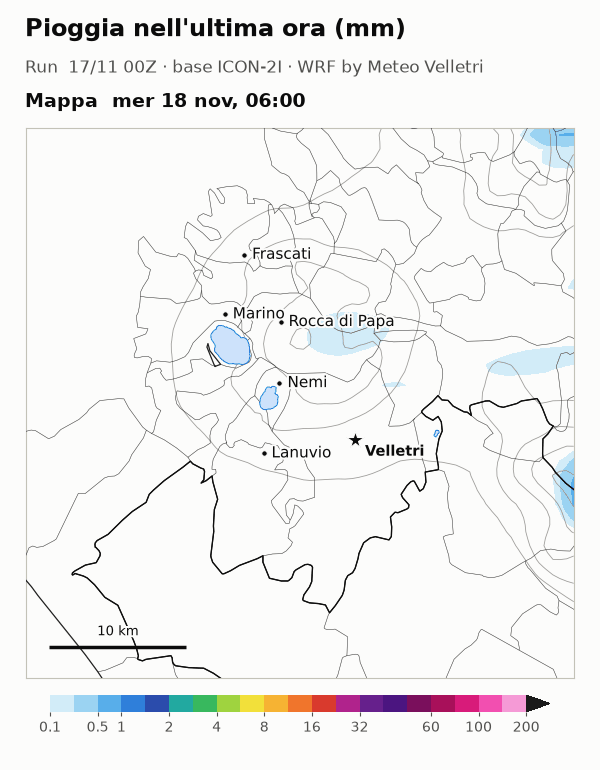 Pioggia nell'ultima ora (mm)
Run  17/11 00Z · base ICON-2I · WRF by Meteo Velletri
Mappa  mer 18 nov, 06:00
Frascati
Marino
Rocca di Papa
Nemi
Velletri
Lanuvio
10 km
0.1 0.5 1 2 4 8 16 32 60 100 200